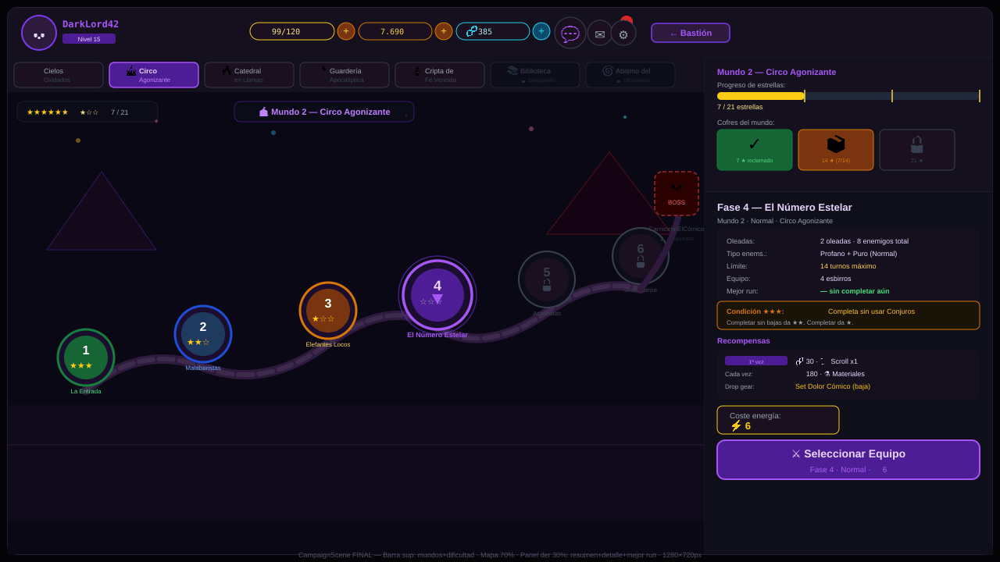 DarkLord42
Nivel 15
99/120
+
7.690
+
385
+
← Bastión
Cielos
Oxidados
Circo
Agonizante
Catedral
en Llamas
Guardería
Apocalíptica
Cripta de
Fe Vencida
Biblioteca
Bloqueado
Abismo del
Bloqueado
★★★★★★ ★☆☆ 7 / 21
Mundo 2 — Circo Agonizante
BOSS
Bloqueado
6
5
4
☆☆☆
El Número Estelar
3
★☆☆
Elefantes Locos
2
★★☆
Malabaristas
1
★★★
La Entrada
Mundo 2 — Circo Agonizante
Progreso de estrellas:
7 / 21 estrellas
Cofres del mundo:
✓
7 ★ reclamado
14 ★ (7/14)
21 ★
Fase 4 — El Número Estelar
Mundo 2 · Normal · Circo Agonizante
Oleadas: 2 oleadas · 8 enemigos total
Tipo enems.: Profano + Puro (Normal)
Límite: 14 turnos máximo
Equipo: 4 esbirros
Mejor run: — sin completar aún
Condición ★★★: Completa sin usar Conjuros
Completar sin bajas da ★★. Completar da ★.
Recompensas
1ª vez 30 · Scroll x1
Cada vez: 180 · ⚗ Materiales
Drop gear: Set Dolor Cómico (baja)
Coste energía:
⚡ 6
⚔ Seleccionar Equipo
Fase 4 · Normal · 6
CampaignScene FINAL — Barra sup: mundos+dificultad · Mapa 70% · Panel der 30%: resumen+detalle+mejor run · 1280×720px